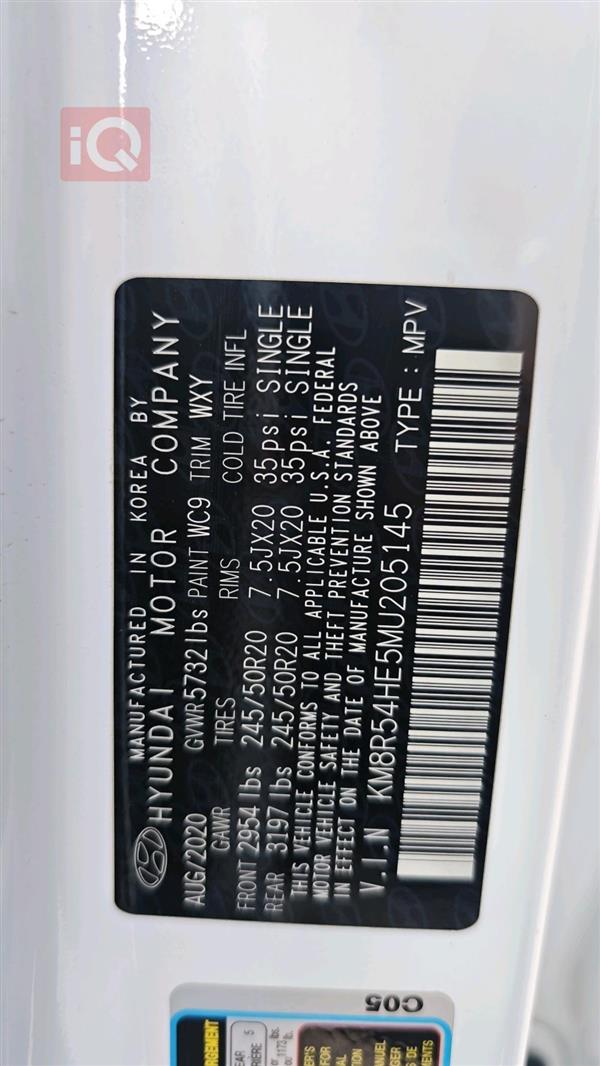 iQ
MANUFACTURED IN KOREA BY
HYUNDAI MOTOR COMPANY
AUG/2020 GVWR 5732 lbs PAINT WC9 TRIM WXY
GAWR TIRES RIMS COLD TIRE INFL
FRONT 2954 lbs 245/50R20 7.5JX20 35psi SINGLE
REAR 3197 lbs 245/50R20 7.5JX20 35psi SINGLE
THIS VEHICLE CONFORMS TO ALL APPLICABLE U.S.A. FEDERAL
MOTOR VEHICLE SAFETY AND THEFT PREVENTION STANDARDS
IN EFFECT ON THE DATE OF MANUFACTURE SHOWN ABOVE
V.I.N KM8R54HE5MU205145 TYPE : MPV
C05